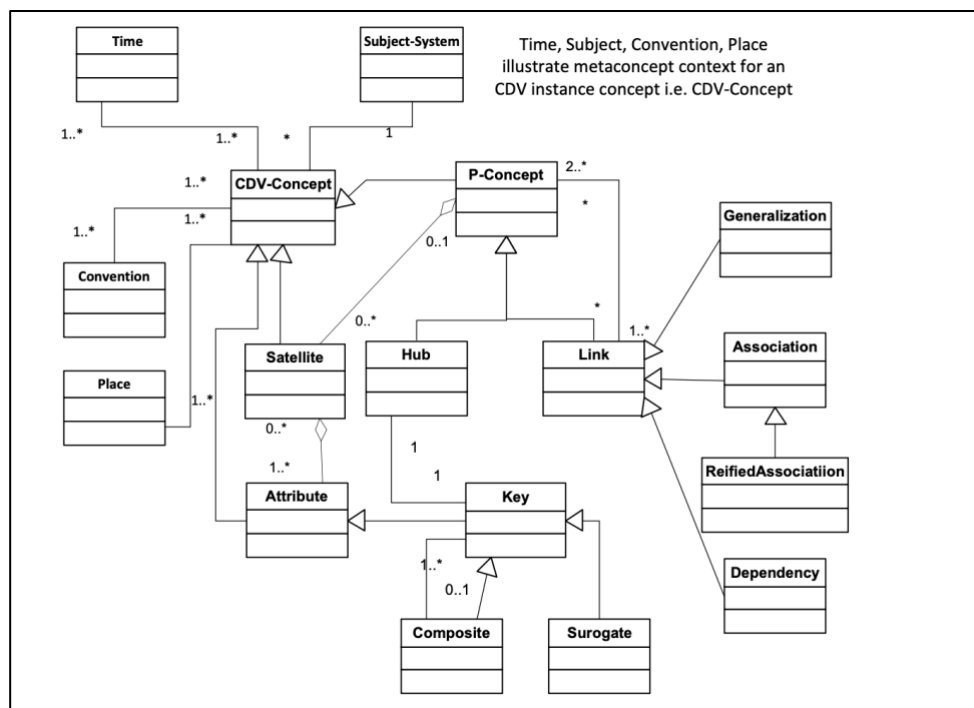 Time
Subject-System
Time, Subject, Convention, Place
illustrate metaconcept context for an
CDV instance concept i.e. CDV-Concept
1..*
1..*
*
1
CDV-Concept
1..*
1..*
1..*
P-Concept
2..*
*
0..1
Generalization
Convention
0..*
*
1..*
Satellite
Hub
Link
Association
Place
1..*
0..*
1
1..*
1
ReifiedAssociatiion
Attribute
Key
1..*
0..1
Dependency
Composite
Surogate